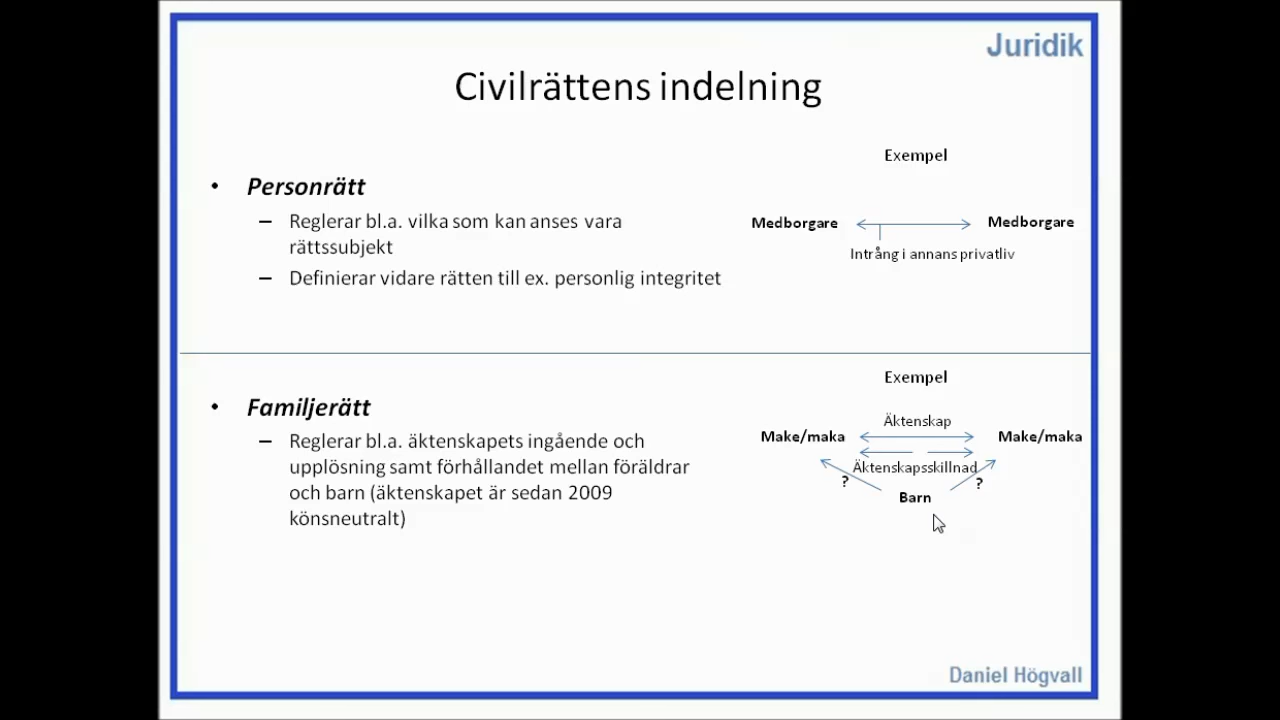 Juridik
Civilrättens indelning
Exempel
• Personrätt
– Reglerar bl.a. vilka som kan anses vara
rättssubjekt
– Definierar vidare rätten till ex. personlig integritet
Medborgare
Medborgare
Intrång i annans privatliv
Exempel
• Familjerätt
– Reglerar bl.a. äktenskapets ingående och
upplösning samt förhållandet mellan föräldrar
och barn (äktenskapet är sedan 2009
könsneutralt)
Äktenskap
Make/maka
Make/maka
Äktenskapsskillnad
?
?
Barn
Daniel Högvall